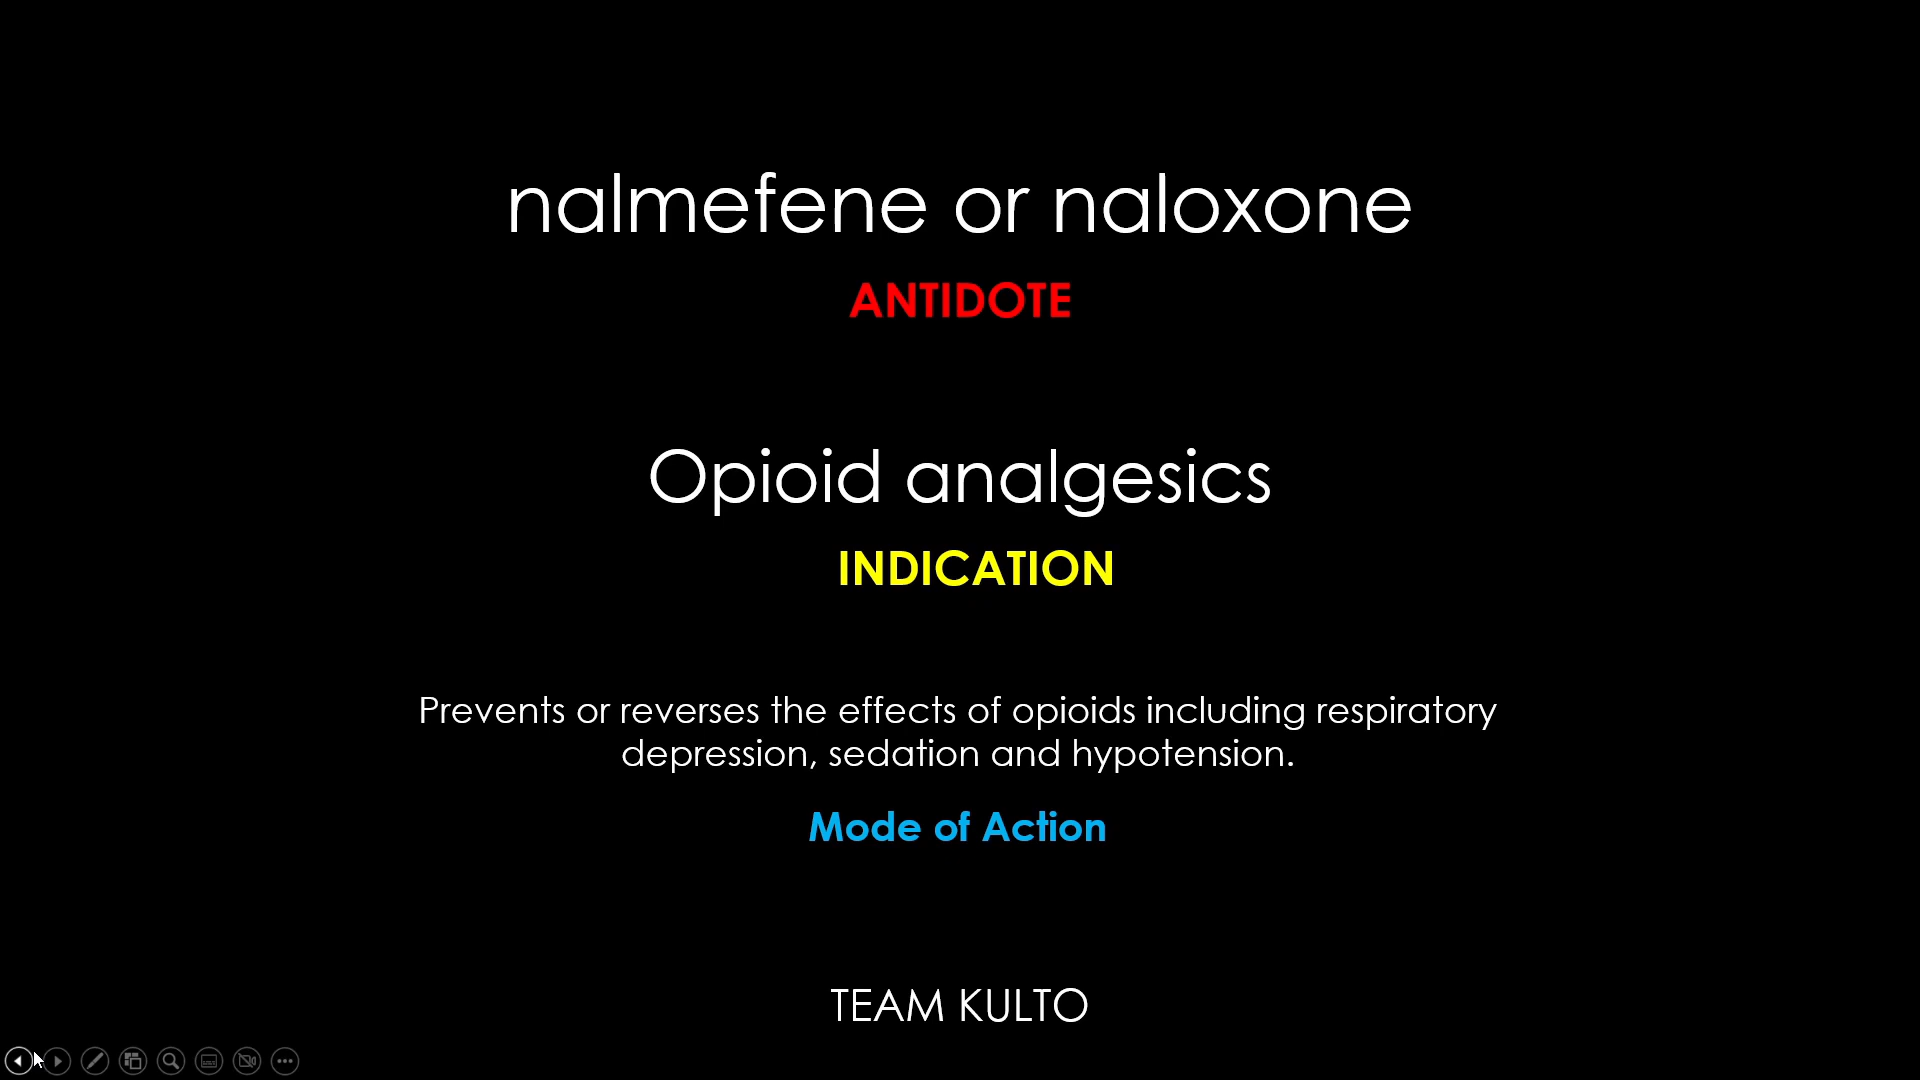 nalmefene or naloxone
ANTIDOTE
Opioid analgesics
INDICATION
Prevents or reverses the effects of opioids including respiratory
depression, sedation and hypotension.
Mode of Action
TEAM KULTO